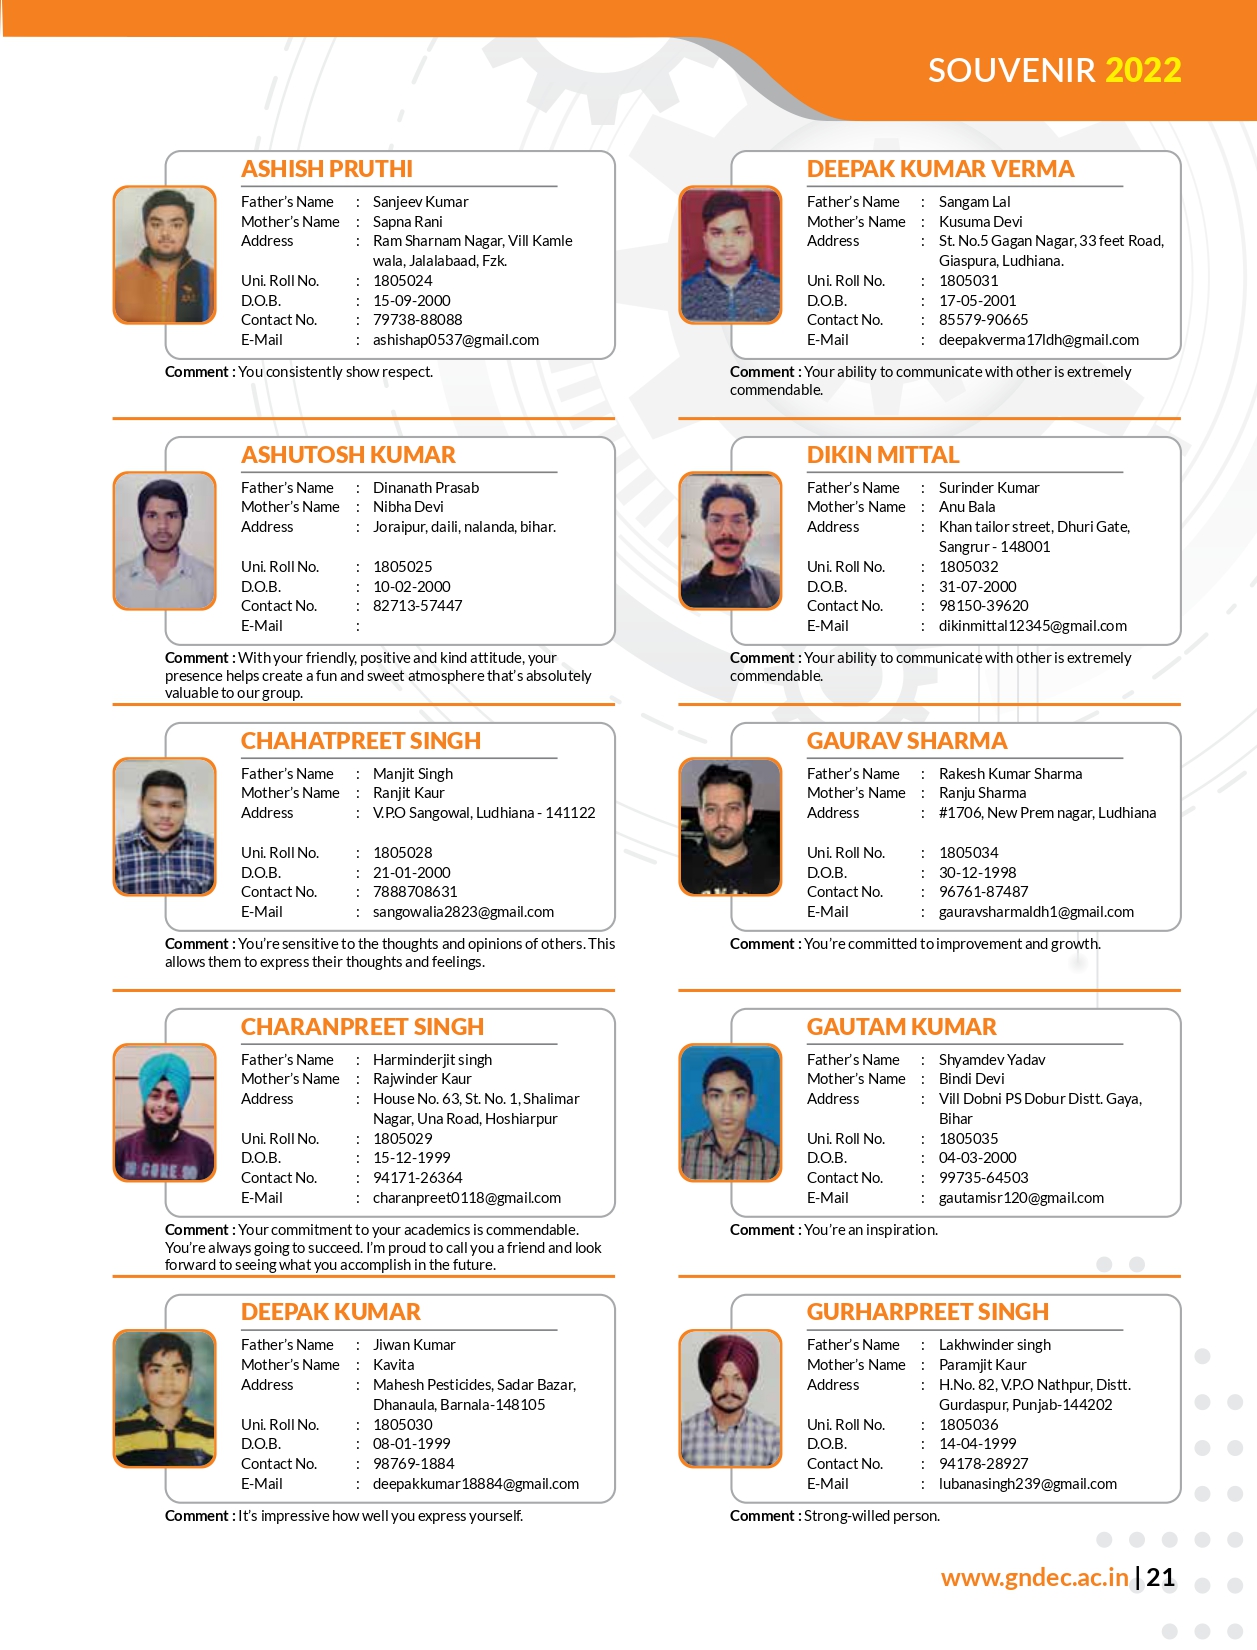 SOUVENIR 2022
ASHISH PRUTHI
Father's Name : Sanjeev Kumar
Mother's Name : Sapna Rani
Address : Ram Sharnam Nagar, Vill Kamle
wala, Jalalabaad, Fzk.
Uni. Roll No. : 1805024
D.O.B. : 15-09-2000
Contact No. : 79738-88088
E-Mail : ashishap0537@gmail.com
Comment : You consistently show respect.
ASHUTOSH KUMAR
Father's Name : Dinanath Prasab
Mother's Name : Nibha Devi
Address : Joraipur, daili, nalanda, bihar.
Uni. Roll No. : 1805025
D.O.B. : 10-02-2000
Contact No. : 82713-57447
E-Mail :
Comment : With your friendly, positive and kind attitude, your
presence helps create a fun and sweet atmosphere that's absolutely
valuable to our group.
CHAHATPREET SINGH
Father's Name : Manjit Singh
Mother's Name : Ranjit Kaur
Address : V.P.O Sangowal, Ludhiana - 141122
Uni. Roll No. : 1805028
D.O.B. : 21-01-2000
Contact No. : 7888708631
E-Mail : sangowalia2823@gmail.com
Comment : You're sensitive to the thoughts and opinions of others. This
allows them to express their thoughts and feelings.
CHARANPREET SINGH
Father's Name : Harminderjit singh
Mother's Name : Rajwinder Kaur
Address : House No. 63, St. No. 1, Shalimar
Nagar, Una Road, Hoshiarpur
Uni. Roll No. : 1805029
D.O.B. : 15-12-1999
Contact No. : 94171-26364
E-Mail : charanpreet0118@gmail.com
Comment : Your commitment to your academics is commendable.
You're always going to succeed. I'm proud to call you a friend and look
forward to seeing what you accomplish in the future.
DEEPAK KUMAR
Father's Name : Jiwan Kumar
Mother's Name : Kavita
Address : Mahesh Pesticides, Sadar Bazar,
Dhanaula, Barnala-148105
Uni. Roll No. : 1805030
D.O.B. : 08-01-1999
Contact No. : 98769-1884
E-Mail : deepakkumar18884@gmail.com
Comment : It's impressive how well you express yourself.
DEEPAK KUMAR VERMA
Father's Name : Sangam Lal
Mother's Name : Kusuma Devi
Address : St. No.5 Gagan Nagar, 33 feet Road,
Giaspura, Ludhiana.
Uni. Roll No. : 1805031
D.O.B. : 17-05-2001
Contact No. : 85579-90665
E-Mail : deepakverma17ldh@gmail.com
Comment : Your ability to communicate with other is extremely
commendable.
DIKIN MITTAL
Father's Name : Surinder Kumar
Mother's Name : Anu Bala
Address : Khan tailor street, Dhuri Gate,
Sangrur - 148001
Uni. Roll No. : 1805032
D.O.B. : 31-07-2000
Contact No. : 98150-39620
E-Mail : dikinmittal12345@gmail.com
Comment : Your ability to communicate with other is extremely
commendable.
GAURAV SHARMA
Father's Name : Rakesh Kumar Sharma
Mother's Name : Ranju Sharma
Address : #1706, New Prem nagar, Ludhiana
Uni. Roll No. : 1805034
D.O.B. : 30-12-1998
Contact No. : 96761-87487
E-Mail : gauravsharmaldh1@gmail.com
Comment : You're committed to improvement and growth.
GAUTAM KUMAR
Father's Name : Shyamdev Yadav
Mother's Name : Bindi Devi
Address : Vill Dobni PS Dobur Distt. Gaya,
Bihar
Uni. Roll No. : 1805035
D.O.B. : 04-03-2000
Contact No. : 99735-64503
E-Mail : gautamisr120@gmail.com
Comment : You're an inspiration.
GURHARPREET SINGH
Father's Name : Lakhwinder singh
Mother's Name : Paramjit Kaur
Address : H.No. 82, V.P.O Nathpur, Distt.
Gurdaspur, Punjab-144202
Uni. Roll No. : 1805036
D.O.B. : 14-04-1999
Contact No. : 94178-28927
E-Mail : lubanasingh239@gmail.com
Comment : Strong-willed person.
www.gndec.ac.in | 21